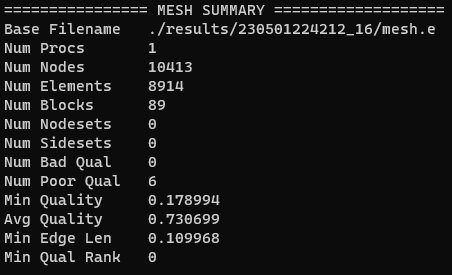 ================ MESH SUMMARY ===================
Base Filename   ./results/230501224212_16/mesh.e
Num Procs       1
Num Nodes       10413
Num Elements    8914
Num Blocks      89
Num Nodesets    0
Num Sidesets    0
Num Bad Qual    0
Num Poor Qual   6
Min Quality     0.178994
Avg Quality     0.730699
Min Edge Len    0.109968
Min Qual Rank   0